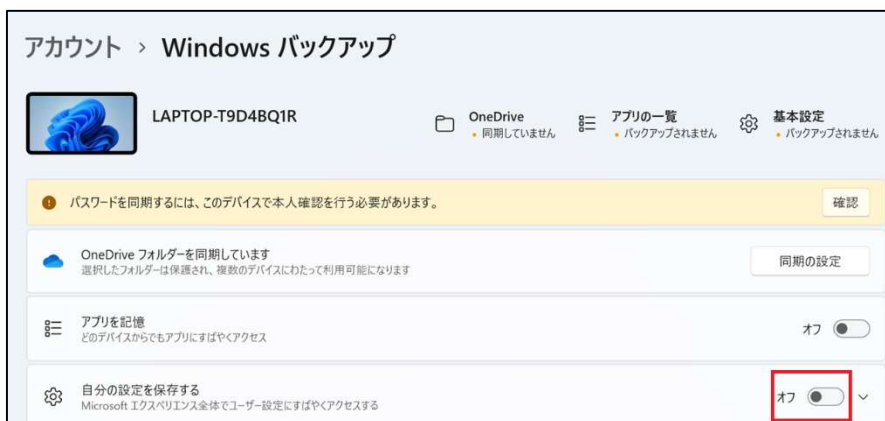 アカウント › Windows バックアップ
LAPTOP-T9D4BQ1R
OneDrive
• 同期していません
アプリの一覧
• バックアップされません
基本設定
• バックアップされません
パスワードを同期するには、このデバイスで本人確認を行う必要があります。
確認
OneDrive フォルダーを同期しています
選択したフォルダーは保護され、複数のデバイスにわたって利用可能になります
同期の設定
アプリを記憶
どのデバイスからでもアプリにすばやくアクセス
オフ
自分の設定を保存する
Microsoft エクスペリエンス全体でユーザー設定にすばやくアクセスする
オフ